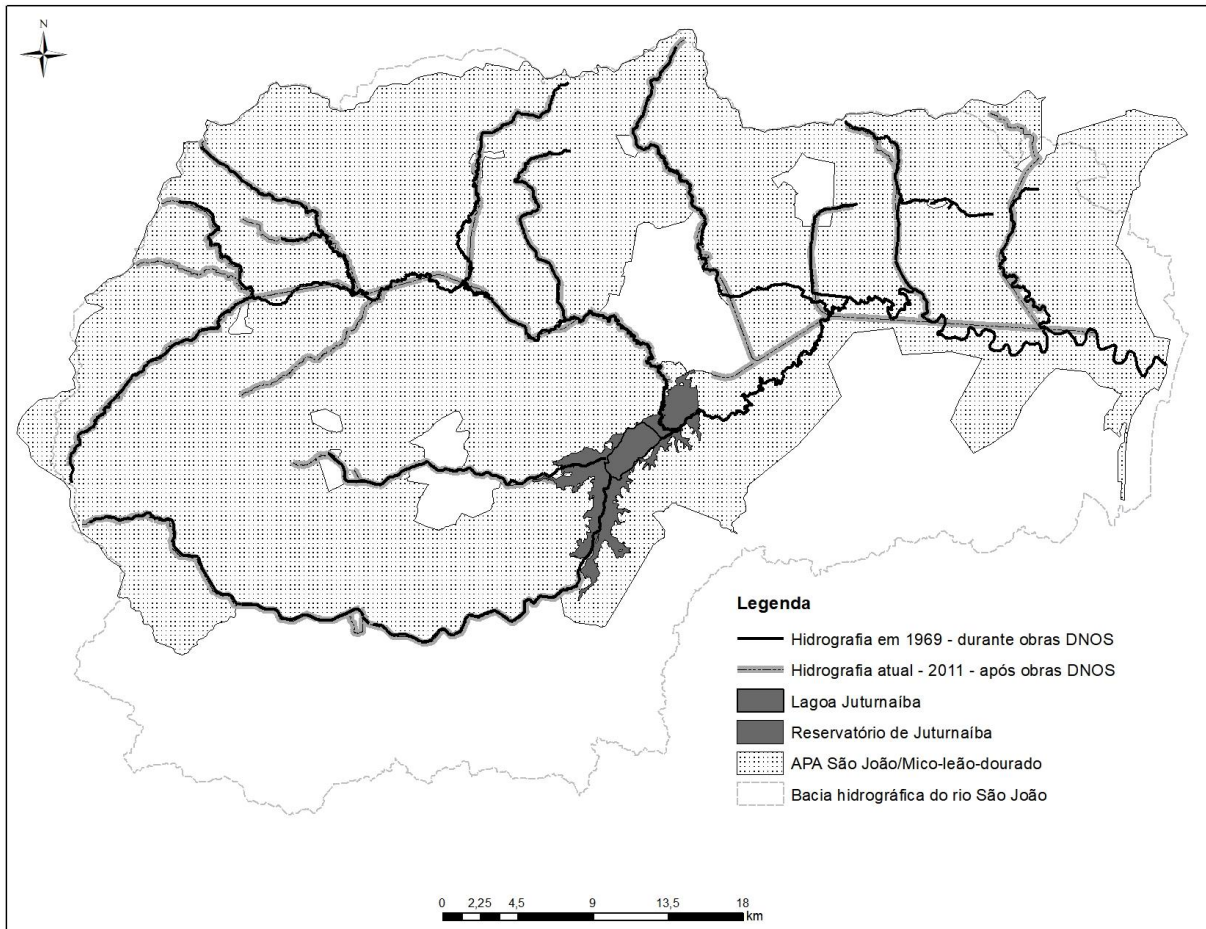 N
Legenda
Hidrografia em 1969 - durante obras DNOS
Hidrografia atual - 2011 - após obras DNOS
Lagoa Juturnaíba
Reservatório de Juturnaíba
APA São João/Mico-leão-dourado
Bacia hidrográfica do rio São João
0 2,25 4,5 9 13,5 18
km